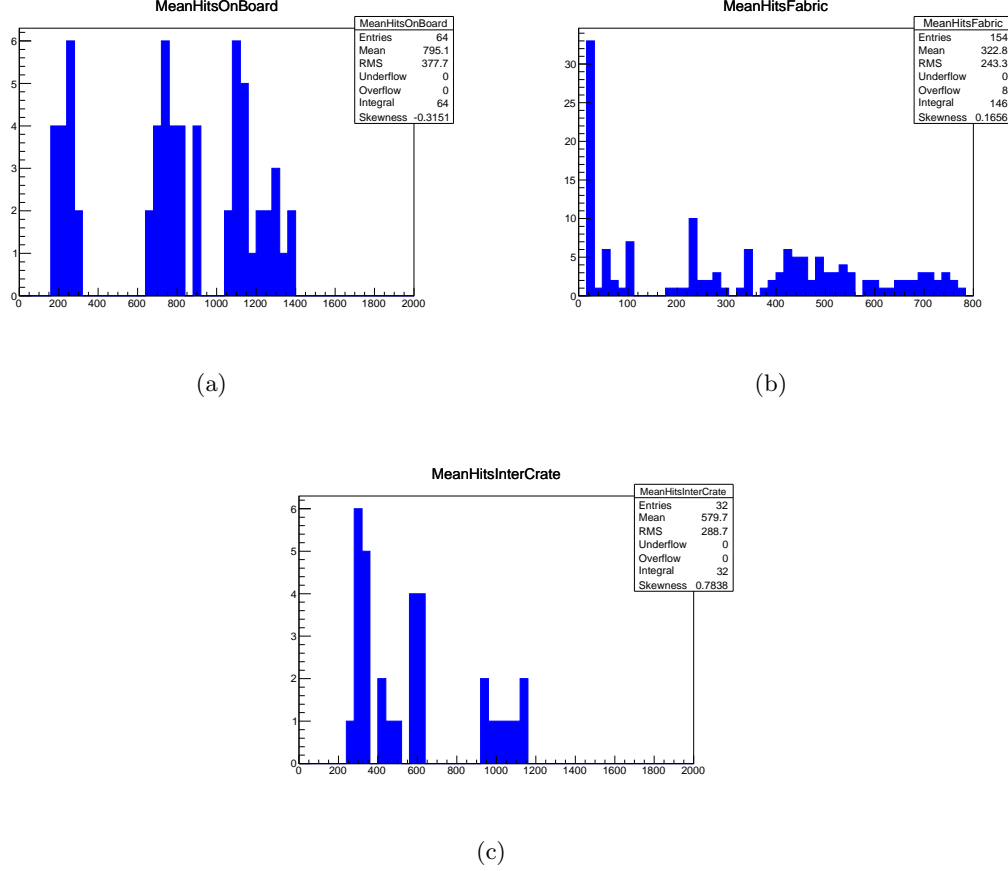 MeanHitsOnBoard
MeanHitsOnBoard
Entries 64
Mean 795.1
RMS 377.7
Underflow 0
Overflow 0
Integral 64
Skewness -0.3151
6
5
4
3
2
1
0
0 200 400 600 800 1000 1200 1400 1600 1800 2000
(a)
MeanHitsFabric
MeanHitsFabric
Entries 154
Mean 322.8
RMS 243.3
Underflow 0
Overflow 8
Integral 146
Skewness 0.1656
30
25
20
15
10
5
0
0 100 200 300 400 500 600 700 800
(b)
MeanHitsInterCrate
MeanHitsInterCrate
Entries 32
Mean 579.7
RMS 288.7
Underflow 0
Overflow 0
Integral 32
Skewness 0.7838
6
5
4
3
2
1
0
0 200 400 600 800 1000 1200 1400 1600 1800 2000
(c)